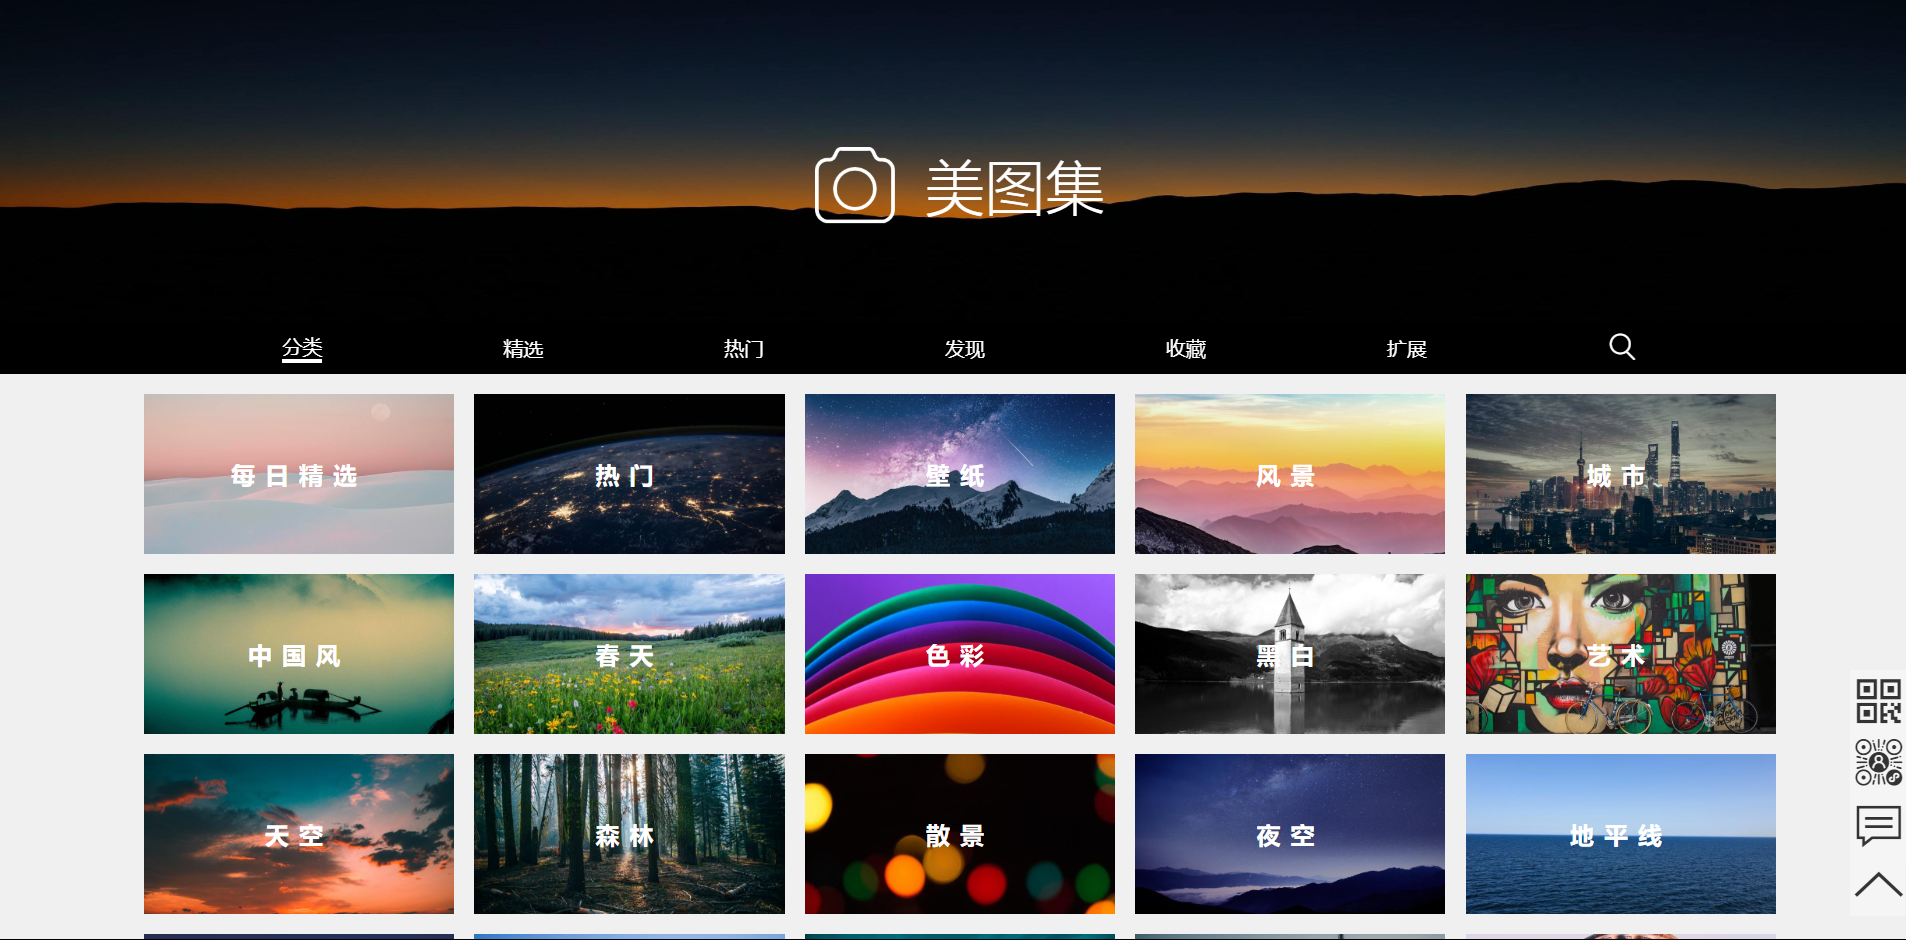 美图集
分类 精选 热门 发现 收藏 扩展
每日精选 热门 壁纸 风景 城市
中国风 春天 色彩 黑白 艺术
天空 森林 散景 夜空 地平线